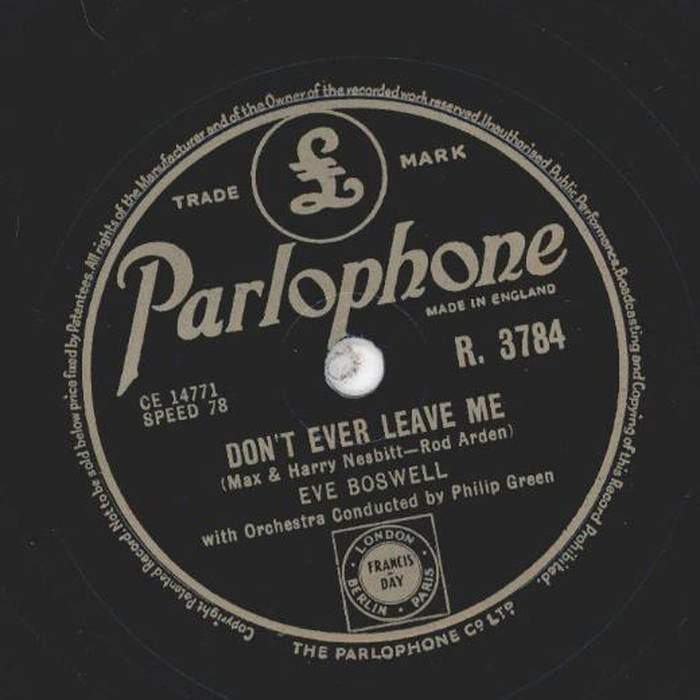 Not to be sold below price fixed by Patentees. All rights of the Manufacturer and of the Owner of the recorded work reserved. Unauthorised Public Performance, Broadcasting and Copying of this Record Prohibited.
£
TRADE MARK
Parlophone
MADE IN ENGLAND
R. 3784
CE 14771
SPEED 78
DON'T EVER LEAVE ME
(Max & Harry Nesbitt—Rod Arden)
EVE BOSWELL
with Orchestra Conducted by Philip Green
LONDON
FRANCIS
DAY
BERLIN • PARIS
Copyright Patented Record.
THE PARLOPHONE CO LTD